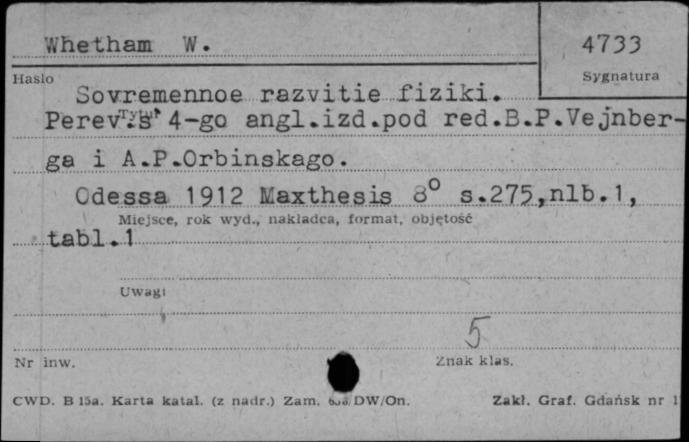 Whetham W.
4733
Hasło
Sygnatura
Sovremennoe razvitie fiziki.
Perev. s 4-go angl.izd.pod red.B.P.Vejnber-
Tytuł
ga i A.P.Orbinskago.
Odessa 1912 Maxthesis 8° s.275,nlb.1,
Miejsce, rok wyd., nakładca, format, objętość
tabl.1
Uwagi
5
Nr inw.
Znak klas.
CWD. B 15a. Karta katal. (z nadr.) Zam. DW/On.
Zakł. Graf. Gdańsk nr